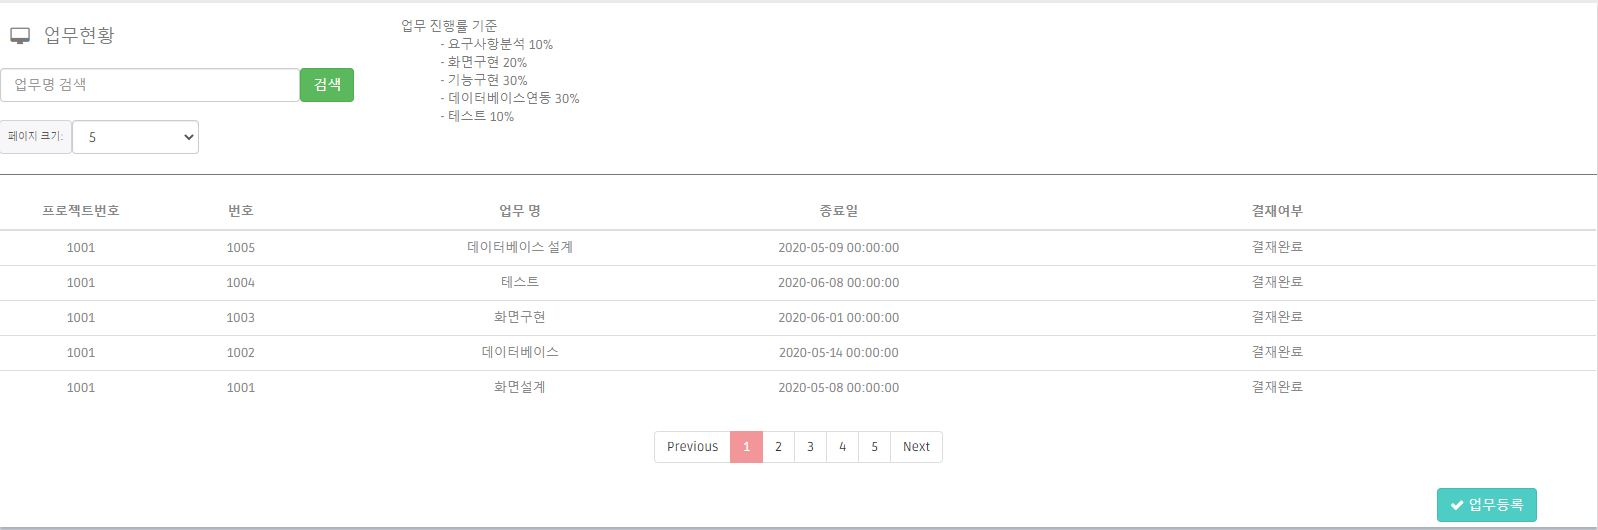 업무현황
업무명 검색 검색
페이지 크기: 5
업무 진행률 기준
- 요구사항분석 10%
- 화면구현 20%
- 기능구현 30%
- 데이터베이스연동 30%
- 테스트 10%
프로젝트번호 번호 업무 명 종료일 결재여부
1001 1005 데이터베이스 설계 2020-05-09 00:00:00 결재완료
1001 1004 테스트 2020-06-08 00:00:00 결재완료
1001 1003 화면구현 2020-06-01 00:00:00 결재완료
1001 1002 데이터베이스 2020-05-14 00:00:00 결재완료
1001 1001 화면설계 2020-05-08 00:00:00 결재완료
Previous 1 2 3 4 5 Next
업무등록